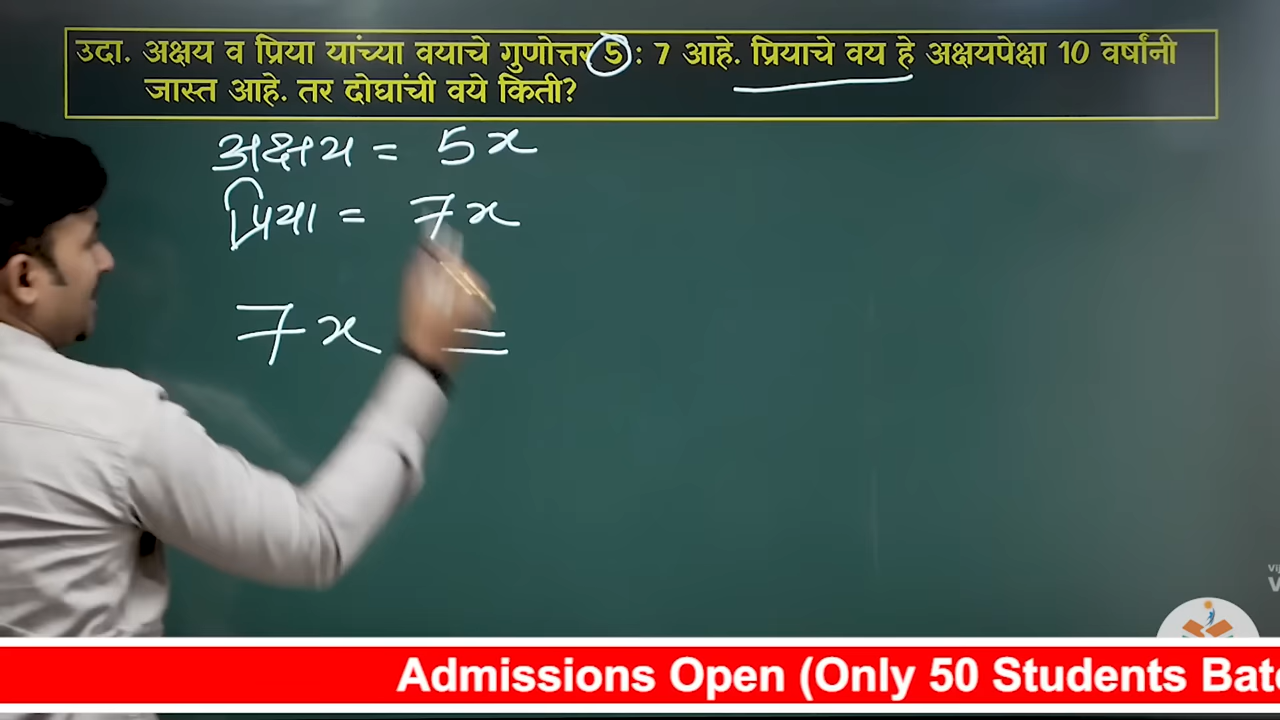 उदा. अक्षय व प्रिया यांच्या वयाचे गुणोत्तर 5 : 7 आहे. प्रियाचे वय हे अक्षयपेक्षा 10 वर्षांनी
जास्त आहे. तर दोघांची वये किती?
अक्षय = 5x
प्रिया = 7x
7x =
Admissions Open (Only 50 Students